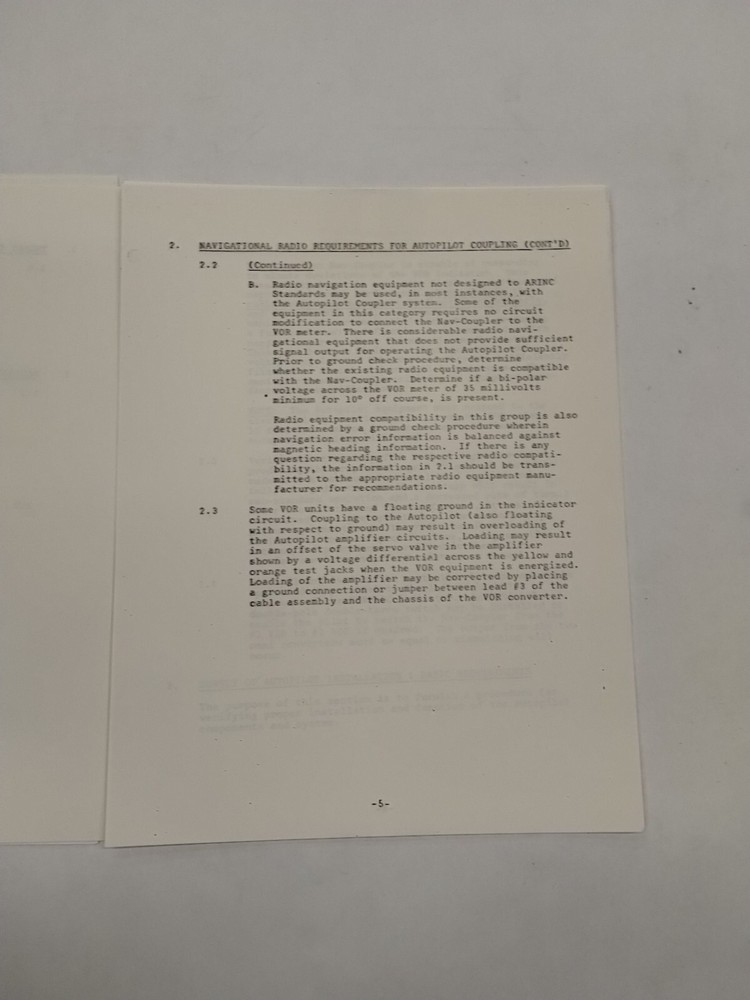 2. NAVIGATIONAL RADIO REQUIREMENTS FOR AUTOPILOT COUPLING (CONT'D)
2.2 (Continued)
B. Radio navigation equipment not designed to ARINC
Standards may be used, in most instances, with
the Autopilot Coupler system. Some of the
equipment in this category requires no circuit
modification to connect the Nav-Coupler to the
VOR meter. There is considerable radio navi-
gational equipment that does not provide sufficient
signal output for operating the Autopilot Coupler.
Prior to ground check procedure, determine
whether the existing radio equipment is compatible
with the Nav-Coupler. Determine if a bi-polar
voltage across the VOR meter of 35 millivolts
minimum for 10° off course, is present.
Radio equipment compatibility in this group is also
determined by a ground check procedure wherein
navigation error information is balanced against
magnetic heading information. If there is any
question regarding the respective radio compati-
bility, the information in 2.1 should be trans-
mitted to the appropriate radio equipment manu-
facturer for recommendations.
2.3 Some VOR units have a floating ground in the indicator
circuit. Coupling to the Autopilot (also floating
with respect to ground) may result in overloading of
the Autopilot amplifier circuits. Loading may result
in an offset of the servo valve in the amplifier
shown by a voltage differential across the yellow and
orange test jacks when the VOR equipment is energized.
Loading of the amplifier may be corrected by placing
a ground connection or jumper between lead #3 of the
cable assembly and the chassis of the VOR converter.
-5-